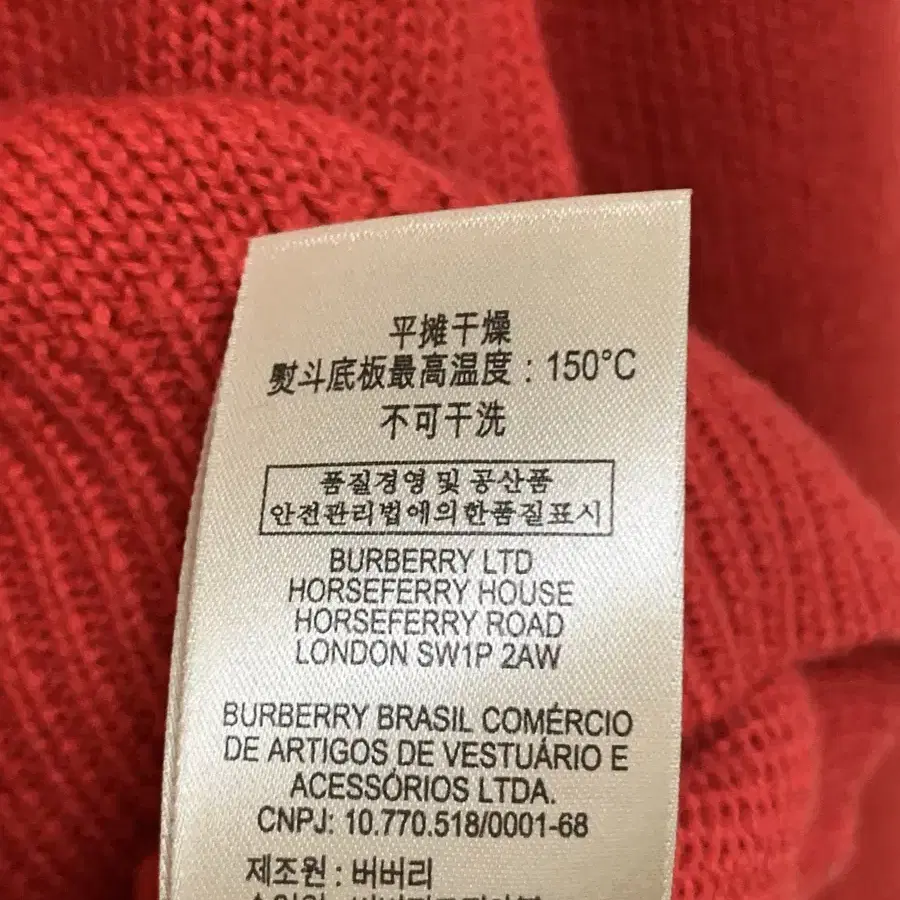 平摊干燥
熨斗底板最高温度：150°C
不可干洗
품질경영 및 공산품
안전관리법에의한품질표시
BURBERRY LTD
HORSEFERRY HOUSE
HORSEFERRY ROAD
LONDON SW1P 2AW
BURBERRY BRASIL COMÉRCIO
DE ARTIGOS DE VESTUÁRIO E
ACESSÓRIOS LTDA.
CNPJ: 10.770.518/0001-68
제조원 : 버버리